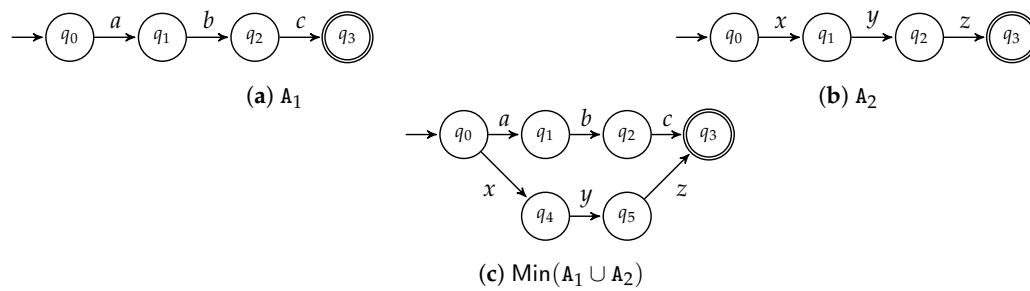 q0 a q1 b q2 c q3
q0 x q1 y q2 z q3
(a) A1
(b) A2
q0 a q1 b q2 c q3
x z
q4 y q5
(c) Min(A1 ∪ A2)